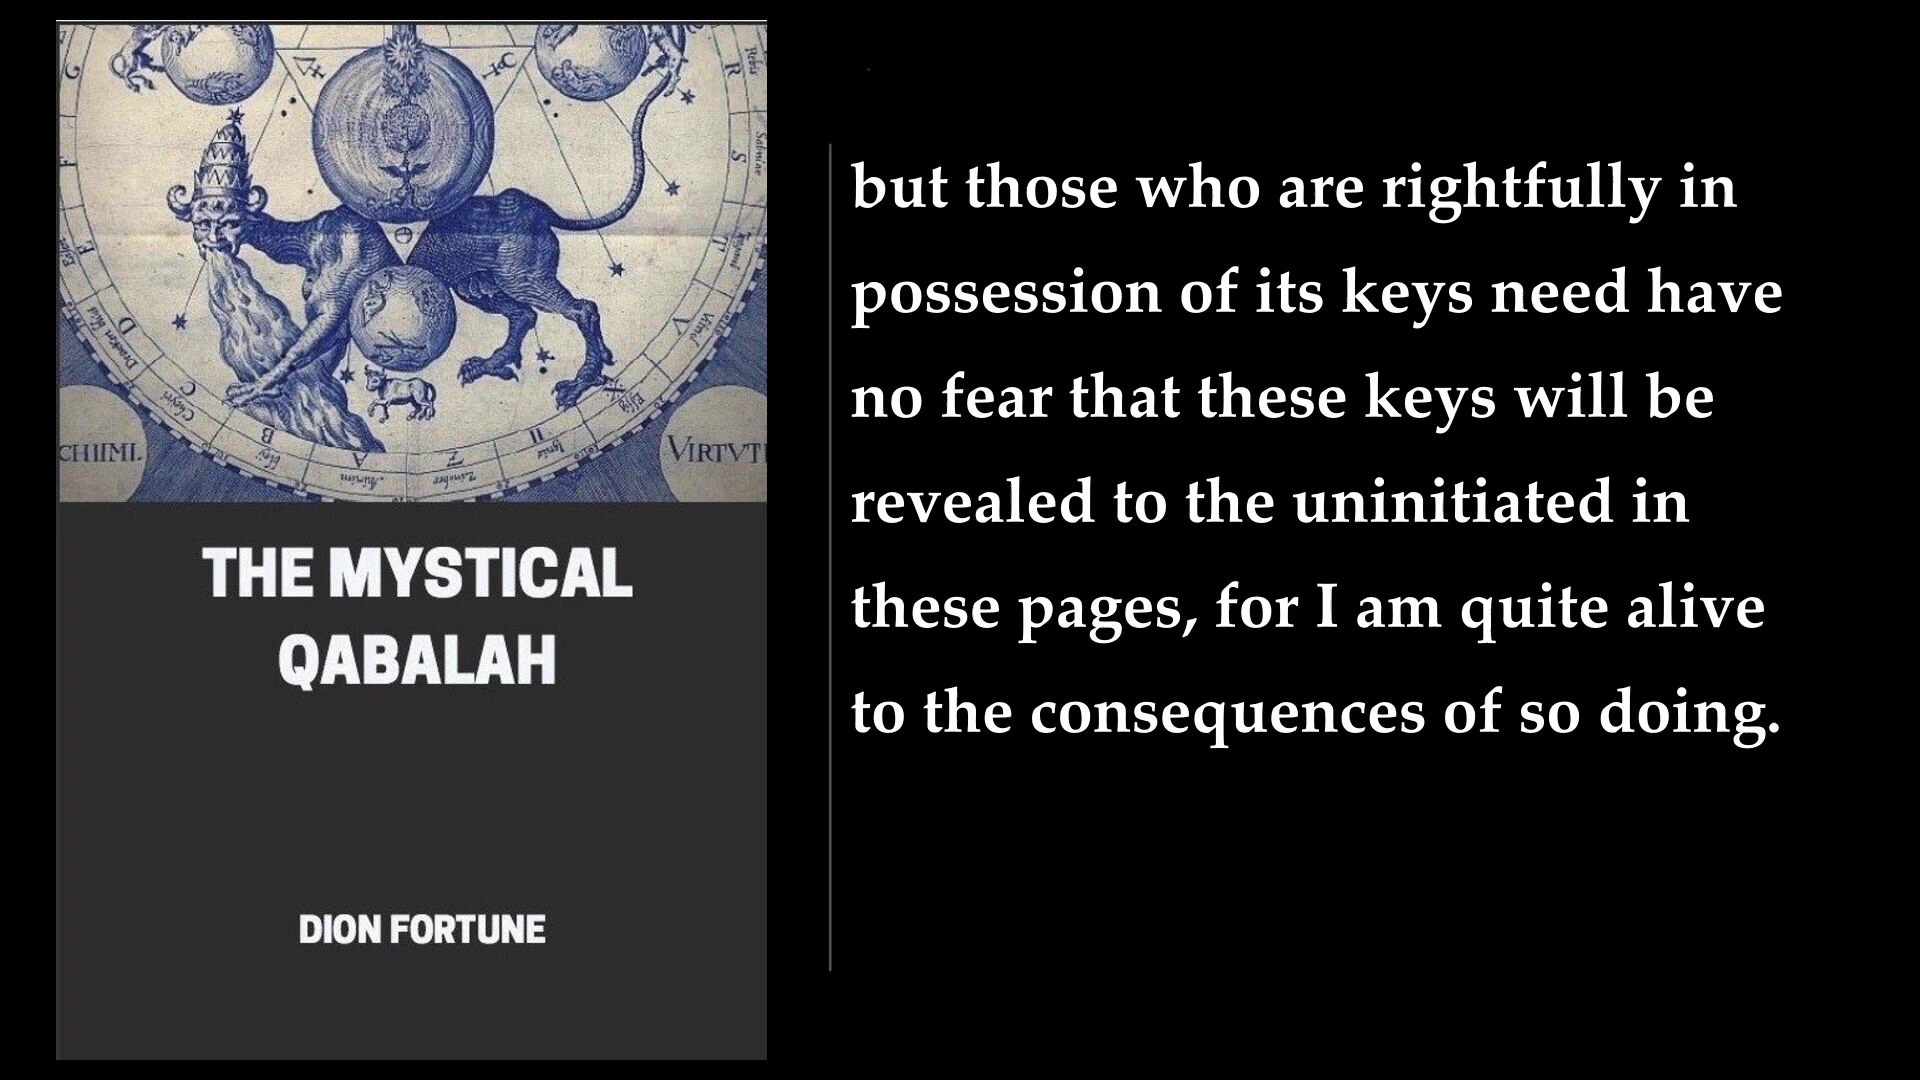 CHIIMI.
VIRTVT
THE MYSTICAL
QABALAH
DION FORTUNE
but those who are rightfully in
possession of its keys need have
no fear that these keys will be
revealed to the uninitiated in
these pages, for I am quite alive
to the consequences of so doing.